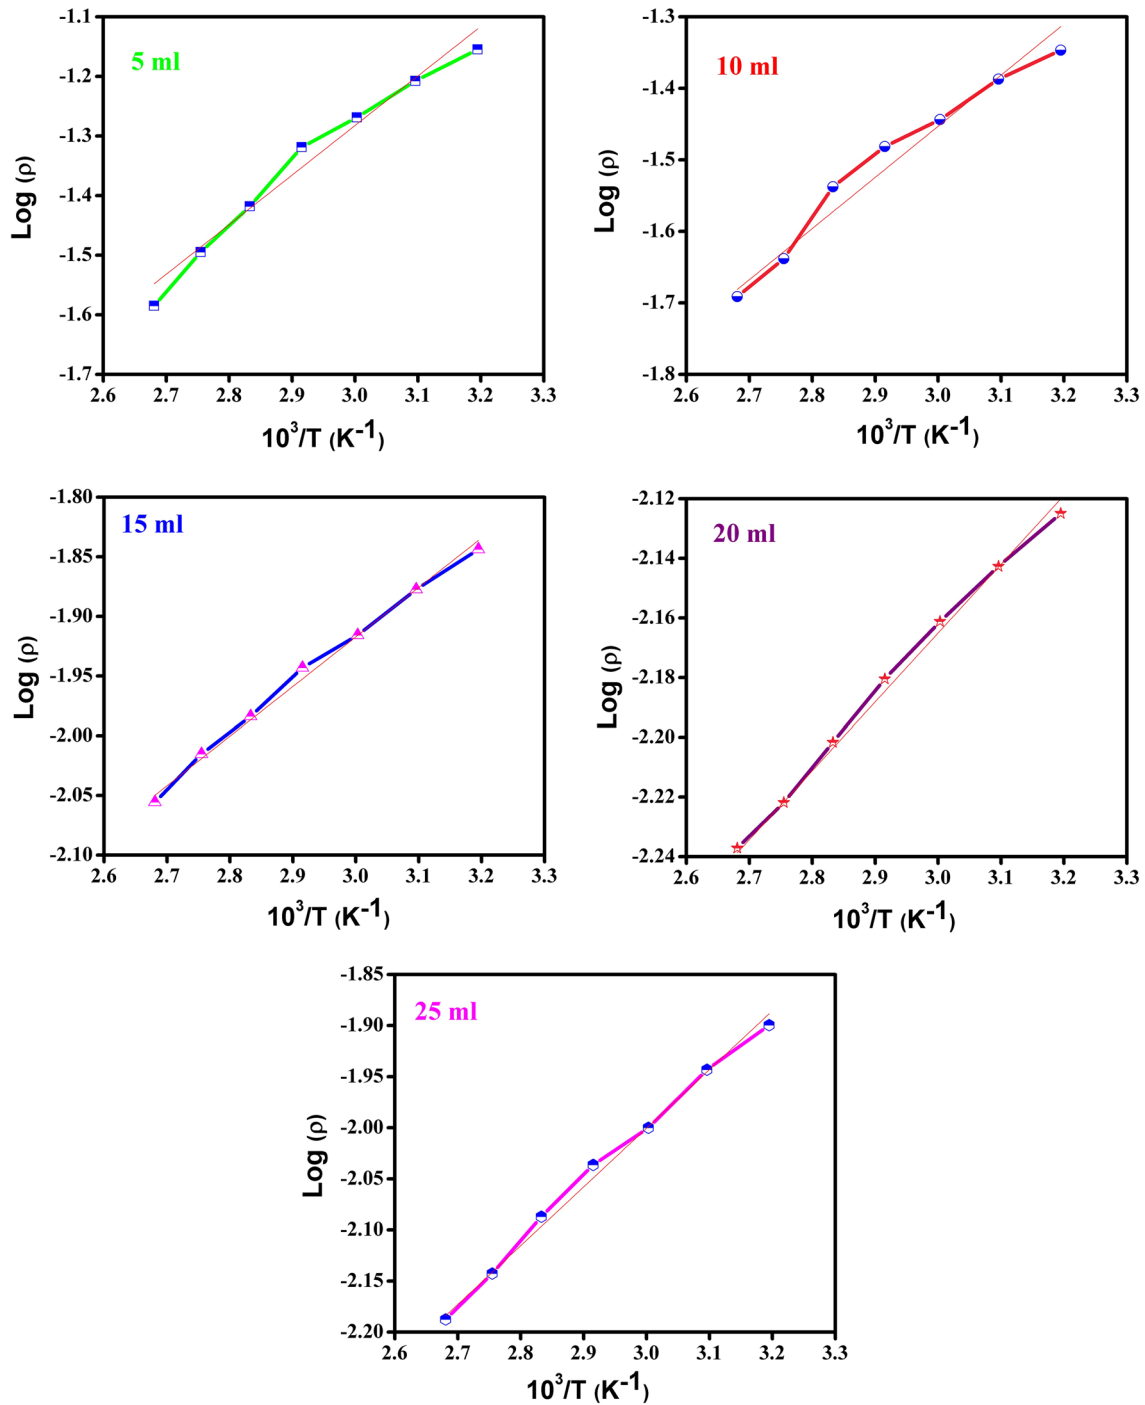 5 ml
-1.1
-1.2
-1.3
-1.4
-1.5
-1.6
-1.7
Log (ρ)
2.6 2.7 2.8 2.9 3.0 3.1 3.2 3.3
10³/T (K⁻¹)
10 ml
-1.3
-1.4
-1.5
-1.6
-1.7
-1.8
Log (ρ)
2.6 2.7 2.8 2.9 3.0 3.1 3.2 3.3
10³/T (K⁻¹)
15 ml
-1.80
-1.85
-1.90
-1.95
-2.00
-2.05
-2.10
Log (ρ)
2.6 2.7 2.8 2.9 3.0 3.1 3.2 3.3
10³/T (K⁻¹)
20 ml
-2.12
-2.14
-2.16
-2.18
-2.20
-2.22
-2.24
Log (ρ)
2.6 2.7 2.8 2.9 3.0 3.1 3.2 3.3
10³/T (K⁻¹)
25 ml
-1.85
-1.90
-1.95
-2.00
-2.05
-2.10
-2.15
-2.20
Log (ρ)
2.6 2.7 2.8 2.9 3.0 3.1 3.2 3.3
10³/T (K⁻¹)